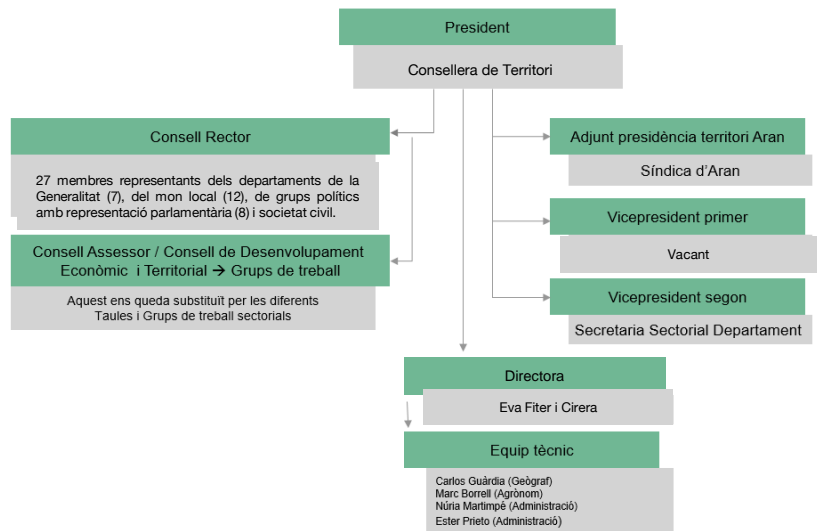 President
Consellera de Territori
Consell Rector
27 membres representants dels departaments de la
Generalitat (7), del mon local (12), de grups polítics
amb representació parlamentària (8) i societat civil.
Consell Assessor / Consell de Desenvolupament
Econòmic i Territorial → Grups de treball
Aquest ens queda substituït per les diferents
Taules i Grups de treball sectorials
Adjunt presidència territori Aran
Síndica d'Aran
Vicepresident primer
Vacant
Vicepresident segon
Secretaria Sectorial Departament
Directora
Eva Fiter i Cirera
Equip tècnic
Carlos Guàrdia (Geògraf)
Marc Borrell (Agrònom)
Núria Martimpé (Administració)
Ester Prieto (Administració)